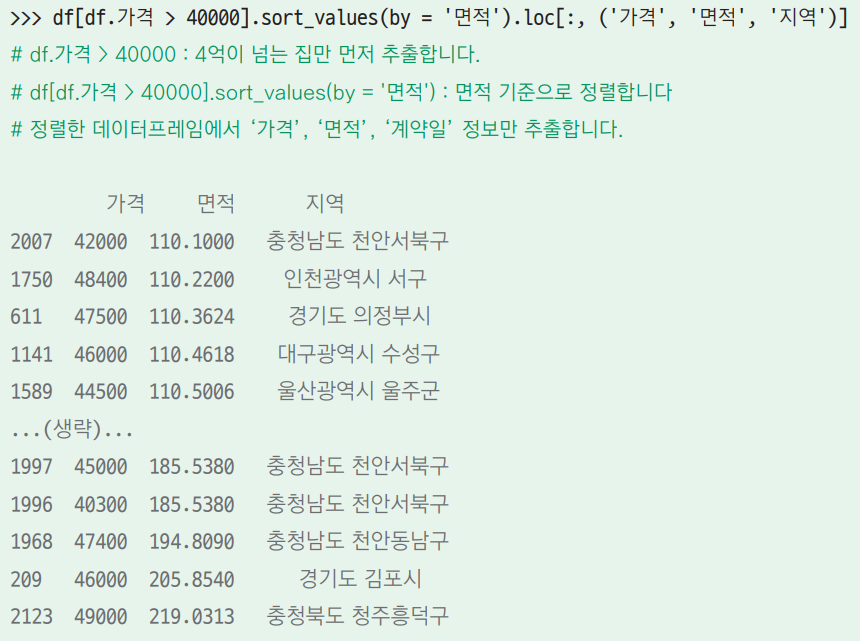 >>> df[df.가격 > 40000].sort_values(by = '면적').loc[:, ('가격', '면적', '지역')]
# df.가격 > 40000 : 4억이 넘는 집만 먼저 추출합니다.
# df[df.가격 > 40000].sort_values(by = '면적') : 면적 기준으로 정렬합니다
# 정렬한 데이터프레임에서 ‘가격’, ‘면적’, ‘계약일’ 정보만 추출합니다.
가격 면적 지역
2007 42000 110.1000 충청남도 천안서북구
1750 48400 110.2200 인천광역시 서구
611 47500 110.3624 경기도 의정부시
1141 46000 110.4618 대구광역시 수성구
1589 44500 110.5006 울산광역시 울주군
...(생략)...
1997 45000 185.5380 충청남도 천안서북구
1996 40300 185.5380 충청남도 천안서북구
1968 47400 194.8090 충청남도 천안동남구
209 46000 205.8540 경기도 김포시
2123 49000 219.0313 충청북도 청주흥덕구